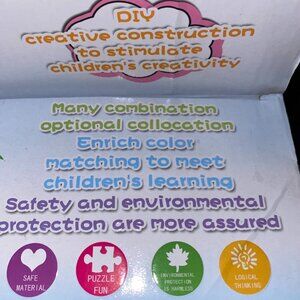 DIY
creative construction
to stimulate
children's creativity
Many combination
optional collocation
Enrich color
matching to meet
children's learning
Safety and environmental
protection are more assured
SAFE
MATERIAL
PUZZLE
FUN
ENVIRONMENTAL
PROTECTION
IS HARMLESS
LOGICAL
THINKING